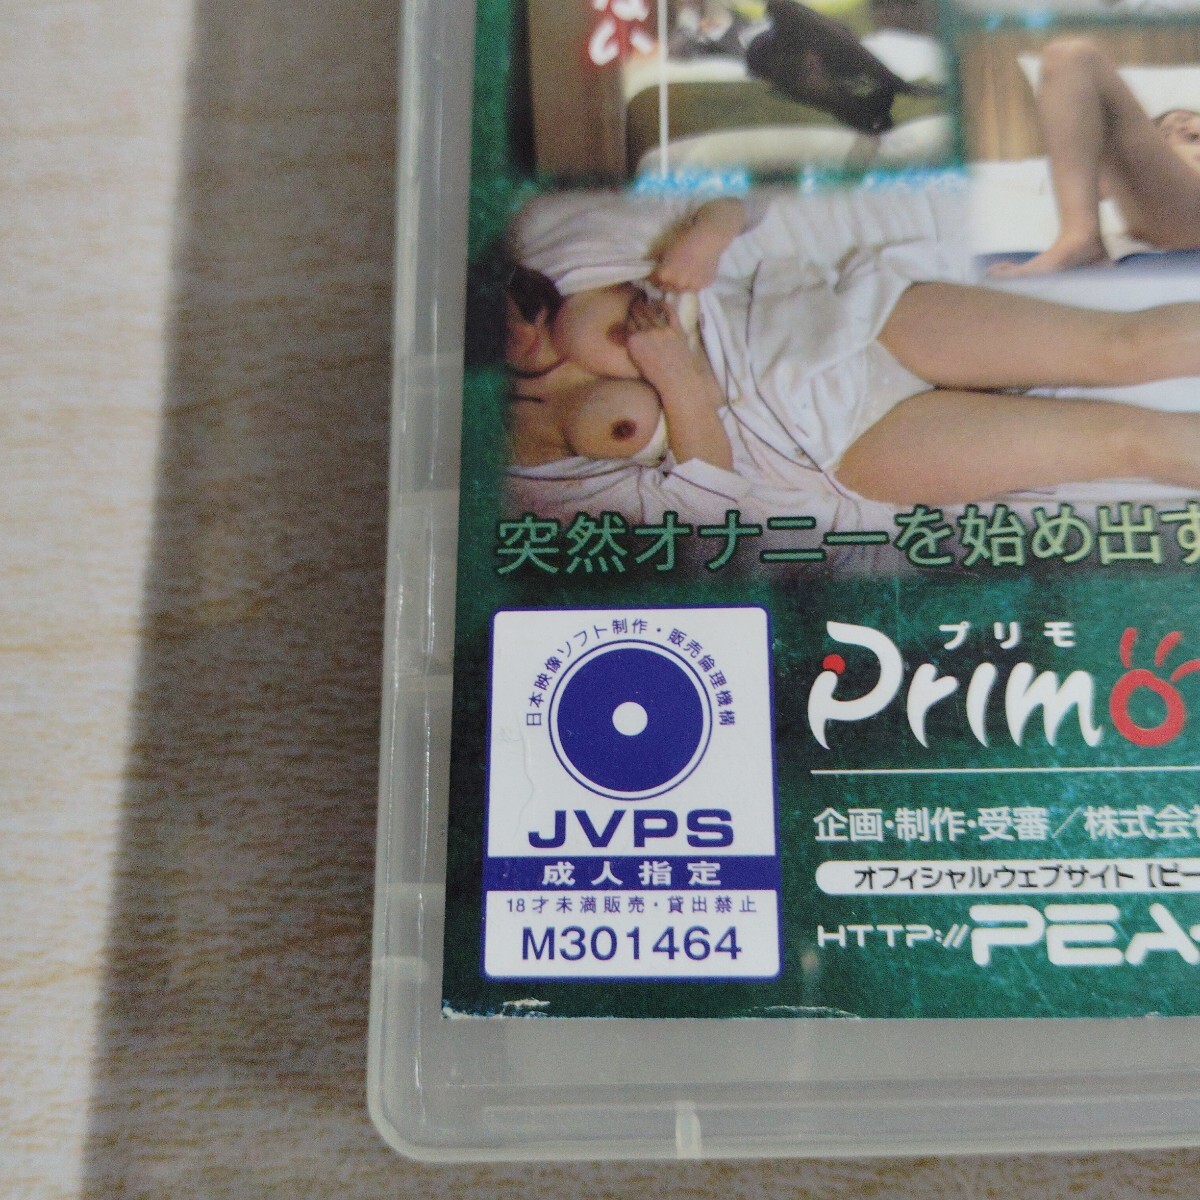 ない
突然オナニーを始め出す
日本映像ソフト制作・販売倫理機構
JVPS
成人指定
18才未満販売・貸出禁止
M301464
プリモ
Primo
企画・制作・受審／株式会
オフィシャルウェブサイト【ピー
HTTP://PEA